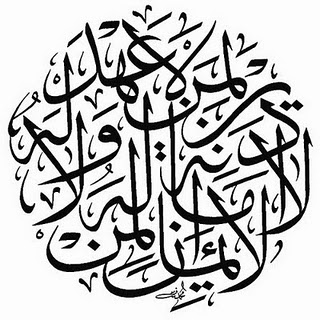 لا إيمان لمن
لا أمانة له
ولا دين
لمن لا عهد له